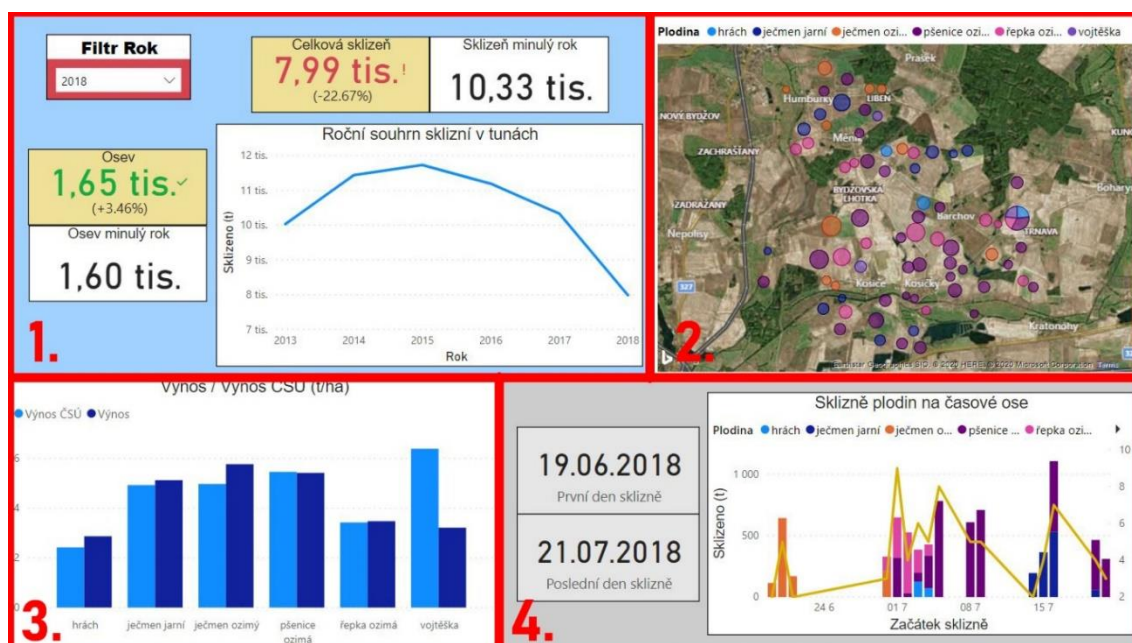 Filtr Rok
2018
Celková sklizeň
7,99 tis.!
(-22.67%)
Sklizeň minulý rok
10,33 tis.
Osev
1,65 tis.✓
(+3.46%)
Osev minulý rok
1,60 tis.
Roční souhrn sklizní v tunách
Sklizeno (t)
12 tis.
11 tis.
10 tis.
9 tis.
8 tis.
7 tis.
2013 2014 2015 2016 2017 2018
Rok
1.
Plodina hrách ječmen jarní ječmen ozi... pšenice ozi... řepka ozi... vojtěška
Prasek
Humburky
LIBEŇ
NOVÝ BYDŽOV
ZACHRAŠŤANY
BYDŽOVSKÁ
LHOTKA
ZADRAŽANY
Barchov
Nepolisy
TRNAVA
327
Kosice
Kosičky
Kratonohy
2.
Výnos / Výnos ČSÚ (t/ha)
Výnos ČSÚ Výnos
6
4
2
0
hrách ječmen jarní ječmen ozimý pšenice ozimá řepka ozimá vojtěška
3.
19.06.2018
První den sklizně
21.07.2018
Poslední den sklizně
Sklizně plodin na časové ose
Plodina hrách ječmen jarní ječmen o... pšenice ... řepka ozi...
Sklizeno (t)
1 000
500
0
10
8
6
4
2
24 6 01 7 08 7 15 7
Začátek sklizně
4.